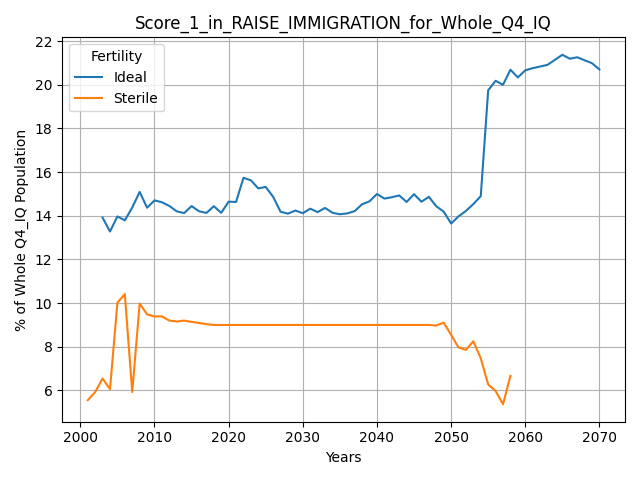 Score_1_in_RAISE_IMMIGRATION_for_Whole_Q4_IQ
Fertility
Ideal
Sterile
% of Whole Q4_IQ Population
22
20
18
16
14
12
10
8
6
2000 2010 2020 2030 2040 2050 2060 2070
Years